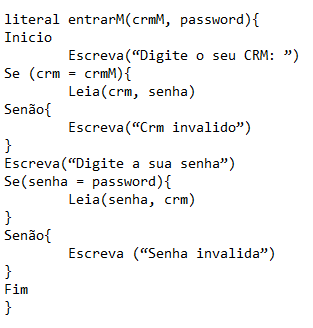 literal entrarM(crmM, password){
Inicio
Escreva(“Digite o seu CRM: ”)
Se (crm = crmM){
Leia(crm, senha)
Senão{
Escreva(“Crm invalido”)
}
Escreva(“Digite a sua senha”)
Se(senha = password){
Leia(senha, crm)
}
Senão{
Escreva (“Senha invalida”)
}
Fim
}